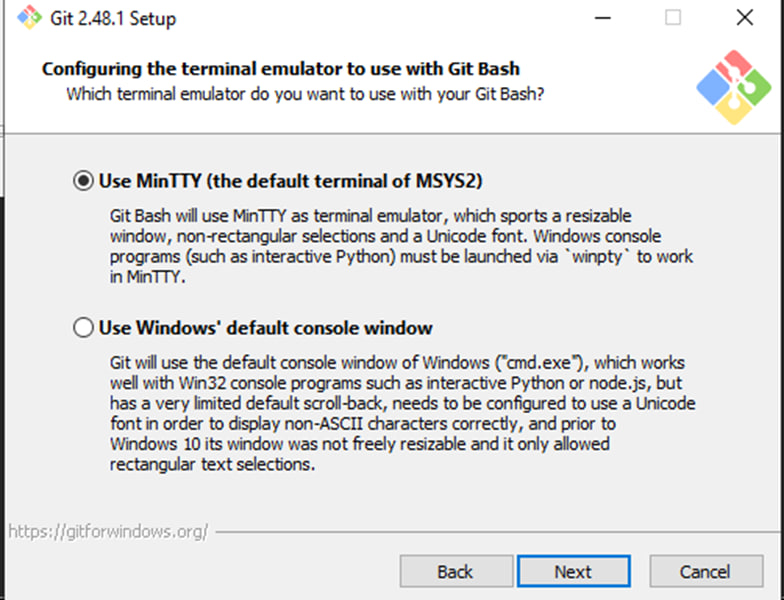 Git 2.48.1 Setup
Configuring the terminal emulator to use with Git Bash
Which terminal emulator do you want to use with your Git Bash?
Use MinTTY (the default terminal of MSYS2)
Git Bash will use MinTTY as terminal emulator, which sports a resizable
window, non-rectangular selections and a Unicode font. Windows console
programs (such as interactive Python) must be launched via `winpty` to work
in MinTTY.
Use Windows' default console window
Git will use the default console window of Windows ("cmd.exe"), which works
well with Win32 console programs such as interactive Python or node.js, but
has a very limited default scroll-back, needs to be configured to use a Unicode
font in order to display non-ASCII characters correctly, and prior to
Windows 10 its window was not freely resizable and it only allowed
rectangular text selections.
https://gitforwindows.org/
Back Next Cancel